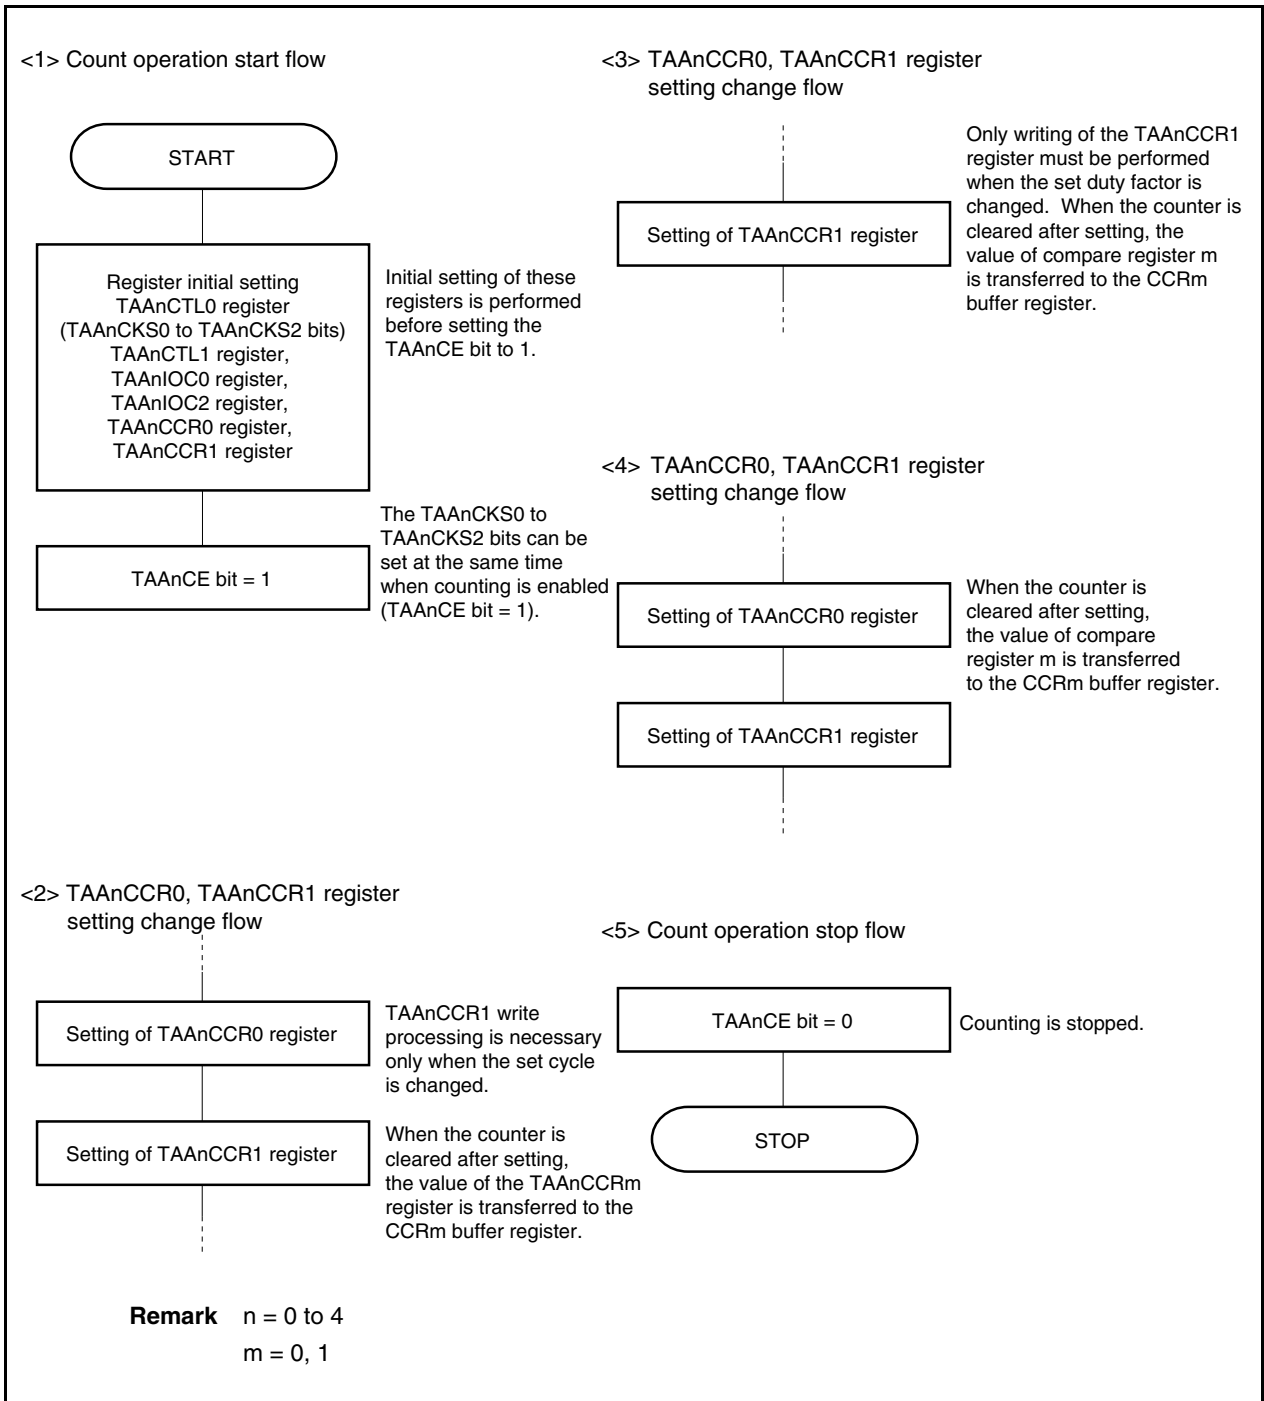 <1> Count operation start flow
START
Register initial setting
TAAnCTL0 register
(TAAnCKS0 to TAAnCKS2 bits)
TAAnCTL1 register,
TAAnIOC0 register,
TAAnIOC2 register,
TAAnCCR0 register,
TAAnCCR1 register
Initial setting of these
registers is performed
before setting the
TAAnCE bit to 1.
TAAnCE bit = 1
The TAAnCKS0 to
TAAnCKS2 bits can be
set at the same time
when counting is enabled
(TAAnCE bit = 1).
<2> TAAnCCR0, TAAnCCR1 register
setting change flow
Setting of TAAnCCR0 register
TAAnCCR1 write
processing is necessary
only when the set cycle
is changed.
Setting of TAAnCCR1 register
When the counter is
cleared after setting,
the value of the TAAnCCRm
register is transferred to the
CCRm buffer register.
<3> TAAnCCR0, TAAnCCR1 register
setting change flow
Setting of TAAnCCR1 register
Only writing of the TAAnCCR1
register must be performed
when the set duty factor is
changed.  When the counter is
cleared after setting, the
value of compare register m
is transferred to the CCRm
buffer register.
<4> TAAnCCR0, TAAnCCR1 register
setting change flow
Setting of TAAnCCR0 register
When the counter is
cleared after setting,
the value of compare
register m is transferred
to the CCRm buffer register.
Setting of TAAnCCR1 register
<5> Count operation stop flow
TAAnCE bit = 0
Counting is stopped.
STOP
Remark n = 0 to 4
m = 0, 1